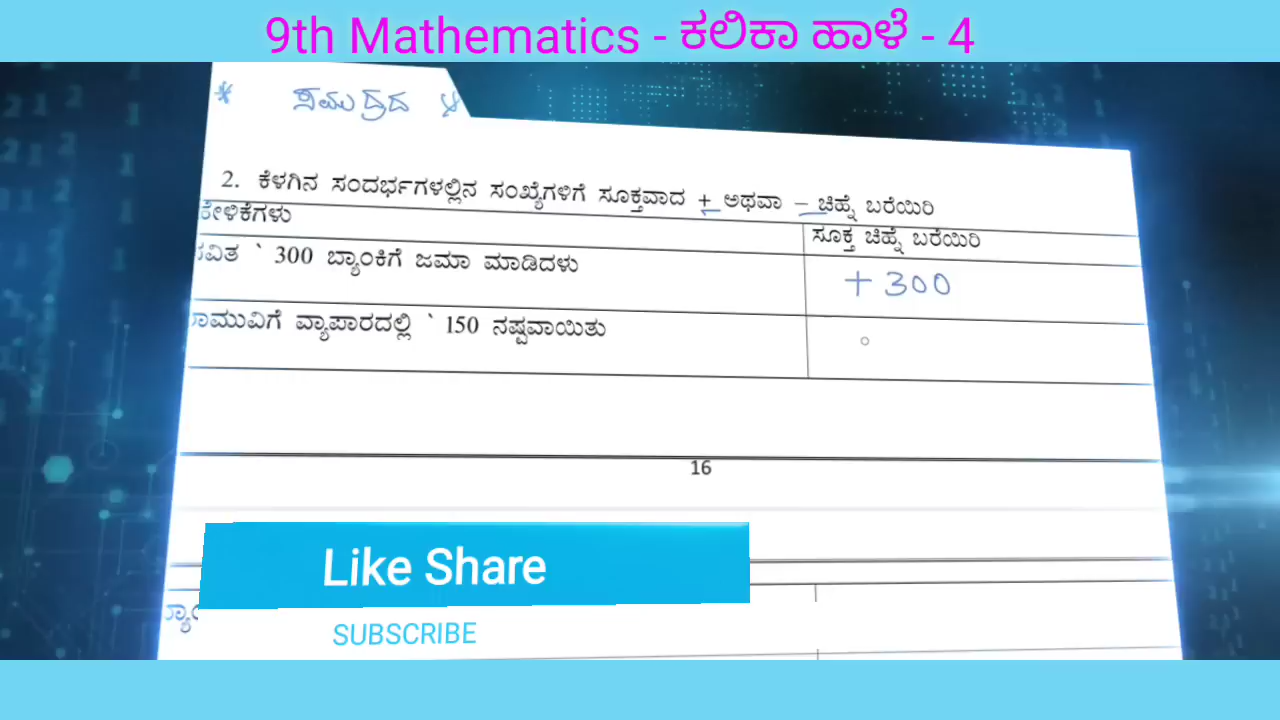 9th Mathematics - ಕಲಿಕಾ ಹಾಳೆ - 4
* ಸಮುದ್ರದ
2. ಕೆಳಗಿನ ಸಂದರ್ಭಗಳಲ್ಲಿನ ಸಂಖ್ಯೆಗಳಿಗೆ ಸೂಕ್ತವಾದ + ಅಥವಾ – ಚಿಹ್ನೆ ಬರೆಯಿರಿ
ಹೇಳಿಕೆಗಳು ಸೂಕ್ತ ಚಿಹ್ನೆ ಬರೆಯಿರಿ
ಸವಿತ ` 300 ಬ್ಯಾಂಕಿಗೆ ಜಮಾ ಮಾಡಿದಳು + 300
ರಾಮುವಿಗೆ ವ್ಯಾಪಾರದಲ್ಲಿ ` 150 ನಷ್ಟವಾಯಿತು
16
Like Share
SUBSCRIBE